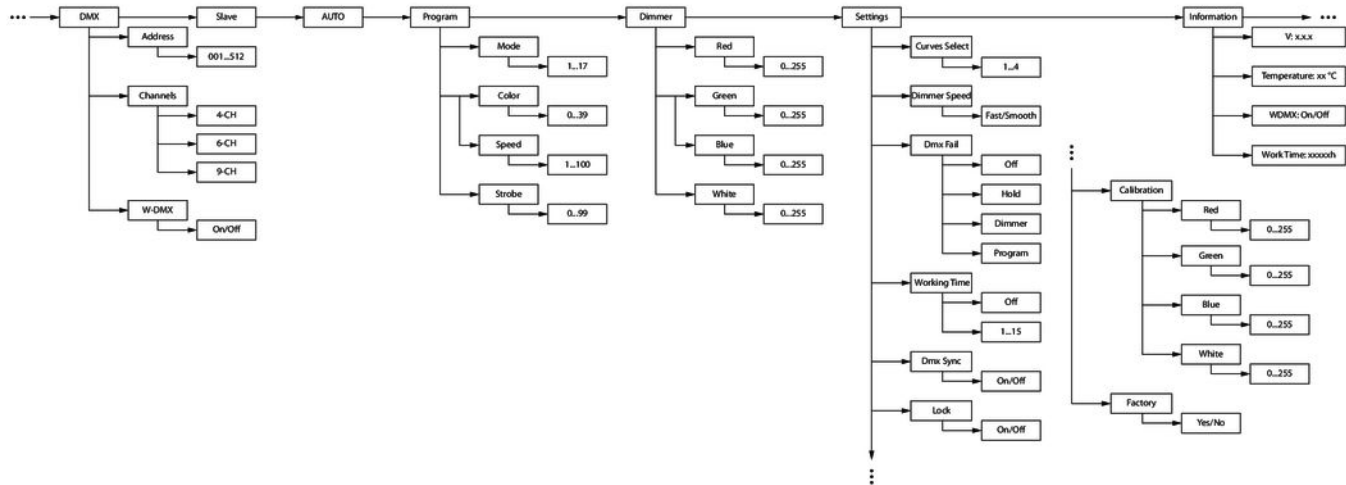 DMX
Address
001...512
Channels
4-CH
6-CH
9-CH
W-DMX
On/Off
Slave
AUTO
Program
Mode
1...17
Color
0...39
Speed
1...100
Strobe
0...99
Dimmer
Red
0...255
Green
0...255
Blue
0...255
White
0...255
Settings
Curves Select
1...4
Dimmer Speed
Fast/Smooth
Dmx Fail
Off
Hold
Dimmer
Program
Working Time
Off
1...15
Dmx Sync
On/Off
Lock
On/Off
Calibration
Red
0...255
Green
0...255
Blue
0...255
White
0...255
Factory
Yes/No
Information
V: x.x.x
Temperature: xx °C
WDMX: On/Off
Work Time: xxxxxh